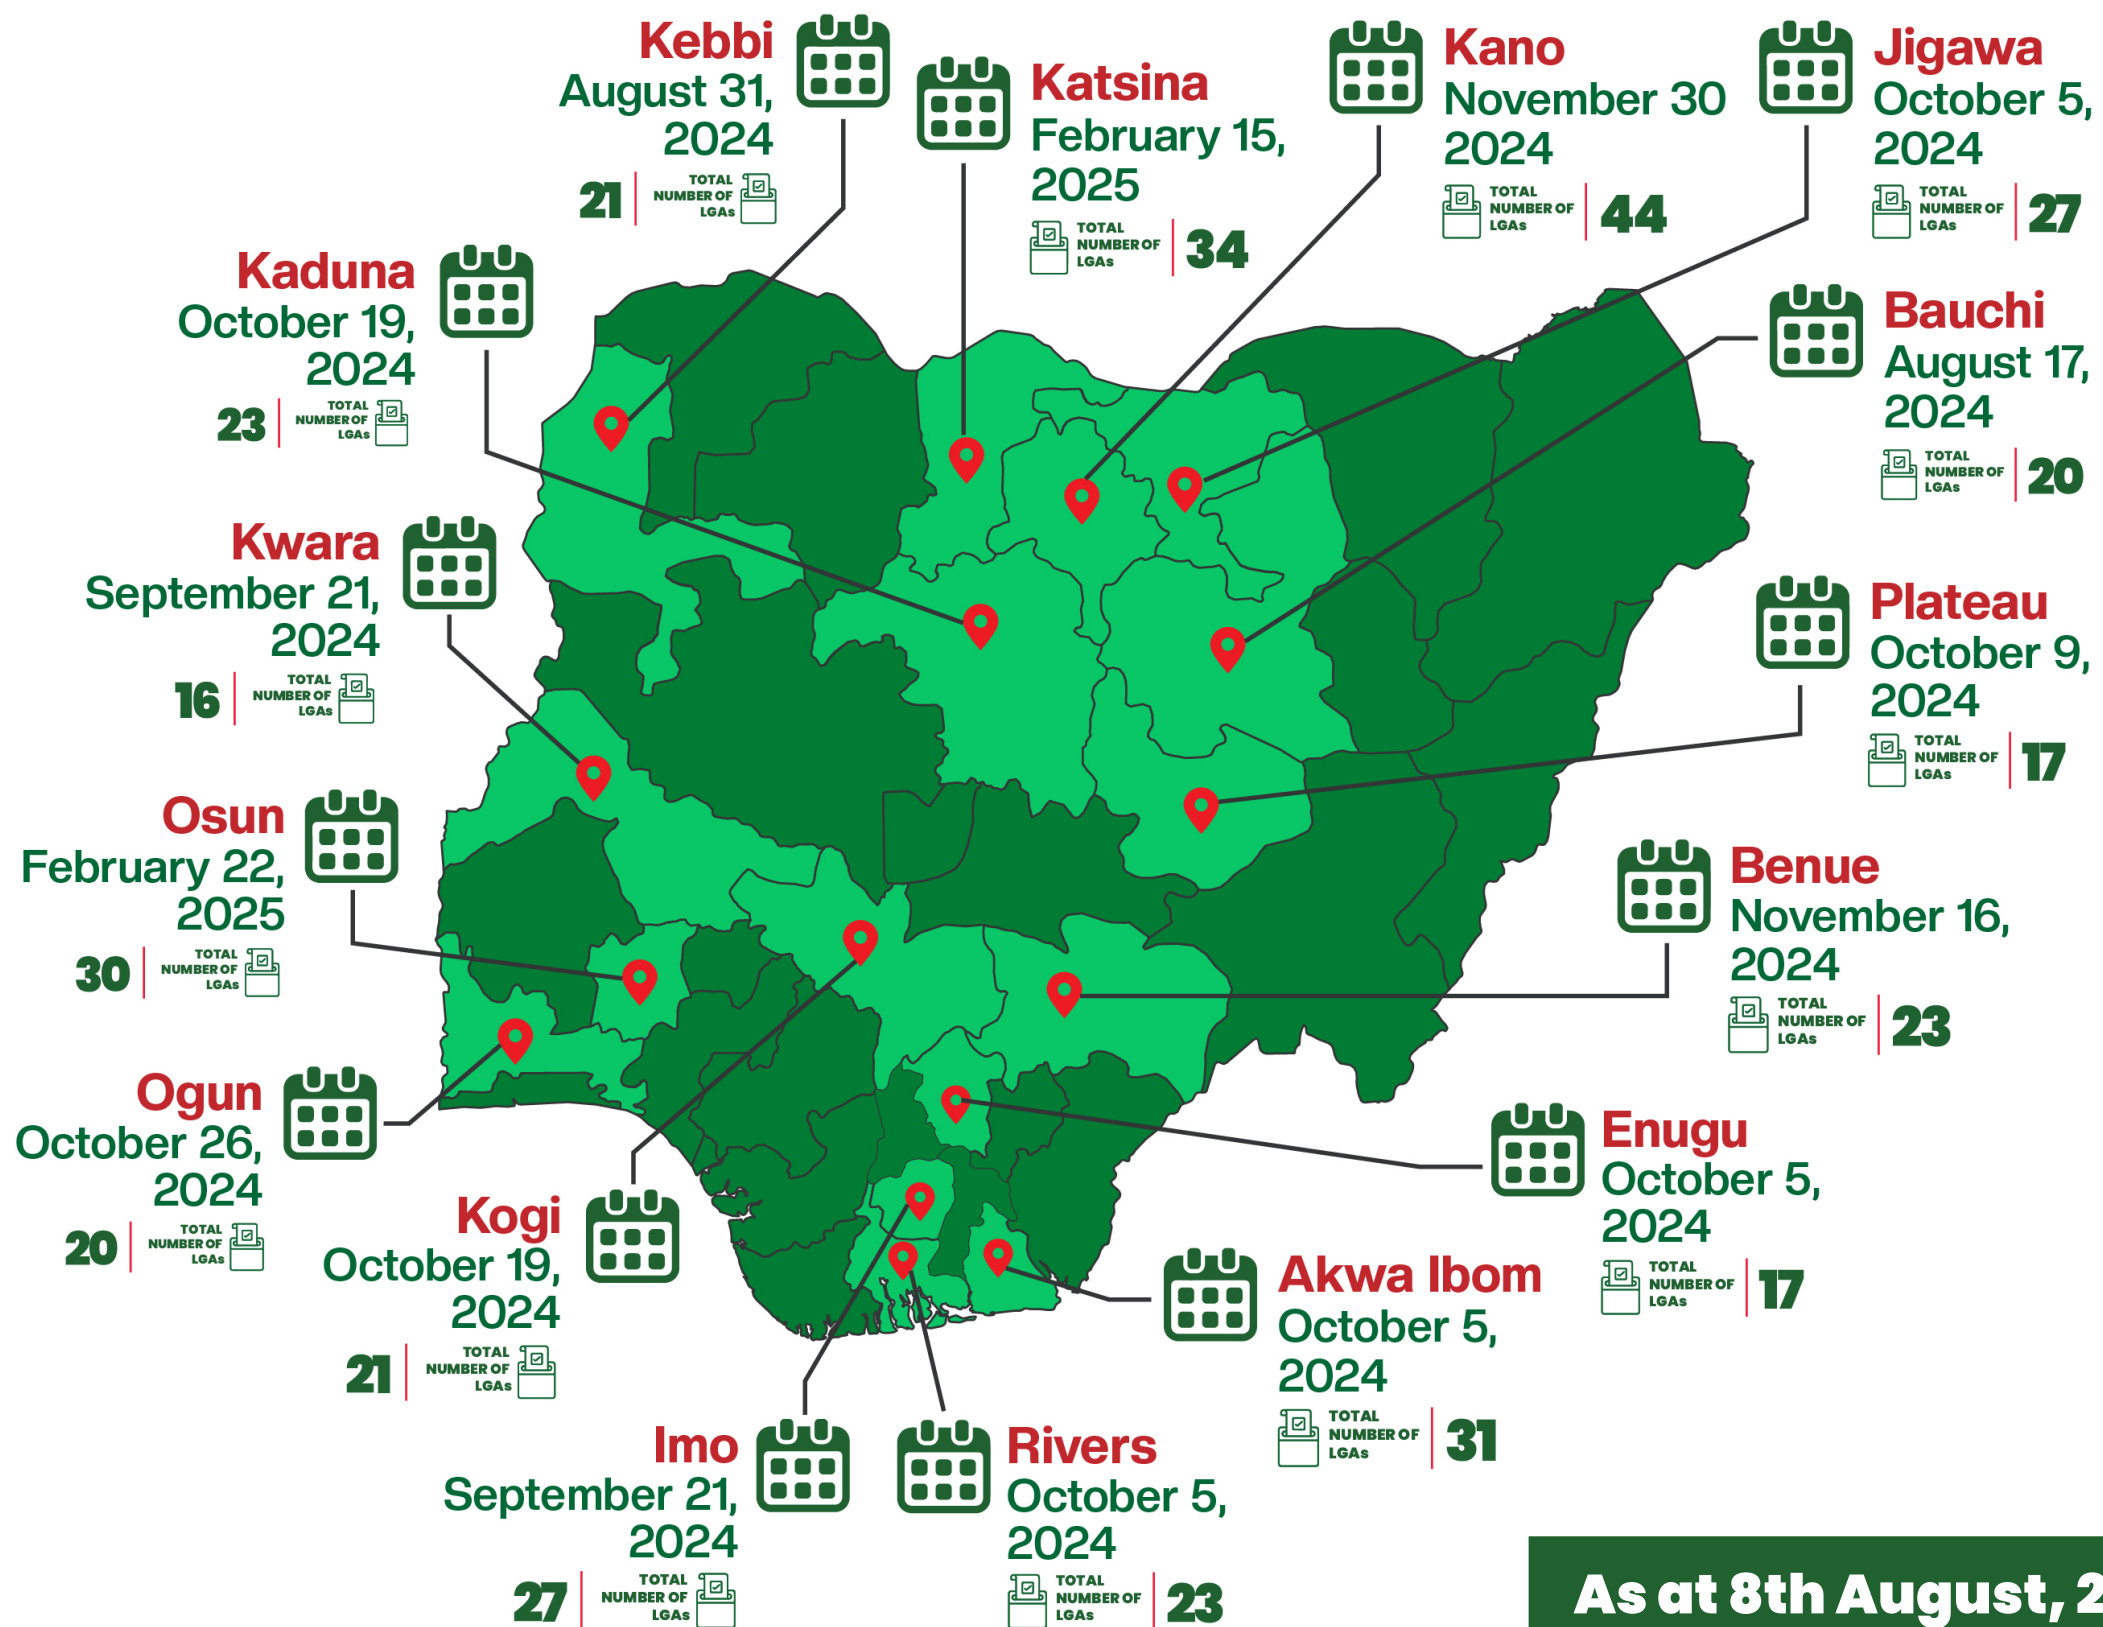 Kebbi
August 31,
2024
21
TOTAL
NUMBER OF
LGAs
Katsina
February 15,
2025
TOTAL
NUMBER OF
LGAs
34
Kano
November 30
2024
TOTAL
NUMBER OF
LGAs
44
Jigawa
October 5,
2024
TOTAL
NUMBER OF
LGAs
27
Kaduna
October 19,
2024
23
TOTAL
NUMBER OF
LGAs
Bauchi
August 17,
2024
TOTAL
NUMBER OF
LGAs
20
Kwara
September 21,
2024
16
TOTAL
NUMBER OF
LGAs
Plateau
October 9,
2024
TOTAL
NUMBER OF
LGAs
17
Osun
February 22,
2025
30
TOTAL
NUMBER OF
LGAs
Benue
November 16,
2024
TOTAL
NUMBER OF
LGAs
23
Ogun
October 26,
2024
20
TOTAL
NUMBER OF
LGAs
Enugu
October 5,
2024
TOTAL
NUMBER OF
LGAs
17
Kogi
October 19,
2024
21
TOTAL
NUMBER OF
LGAs
Akwa Ibom
October 5,
2024
TOTAL
NUMBER OF
LGAs
31
Imo
September 21,
2024
27
TOTAL
NUMBER OF
LGAs
Rivers
October 5,
2024
TOTAL
NUMBER OF
LGAs
23
As at 8th August, 2